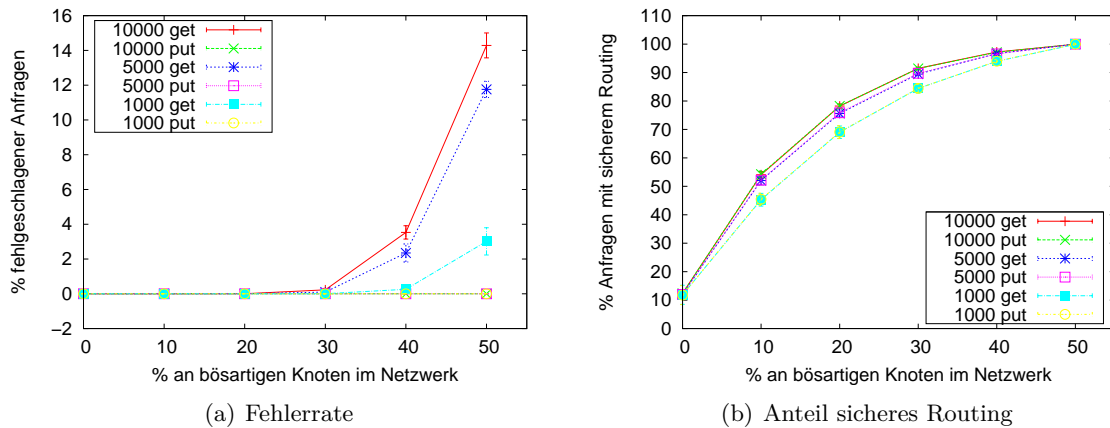 16
14
12
10
8
6
4
2
0
–2
0 10 20 30 40 50
% fehlgeschlagener Anfragen
% an bösartigen Knoten im Netzwerk
10000 get
10000 put
5000 get
5000 put
1000 get
1000 put
(a) Fehlerrate
110
100
90
80
70
60
50
40
30
20
10
0
0 10 20 30 40 50
% Anfragen mit sicherem Routing
% an bösartigen Knoten im Netzwerk
10000 get
10000 put
5000 get
5000 put
1000 get
1000 put
(b) Anteil sicheres Routing